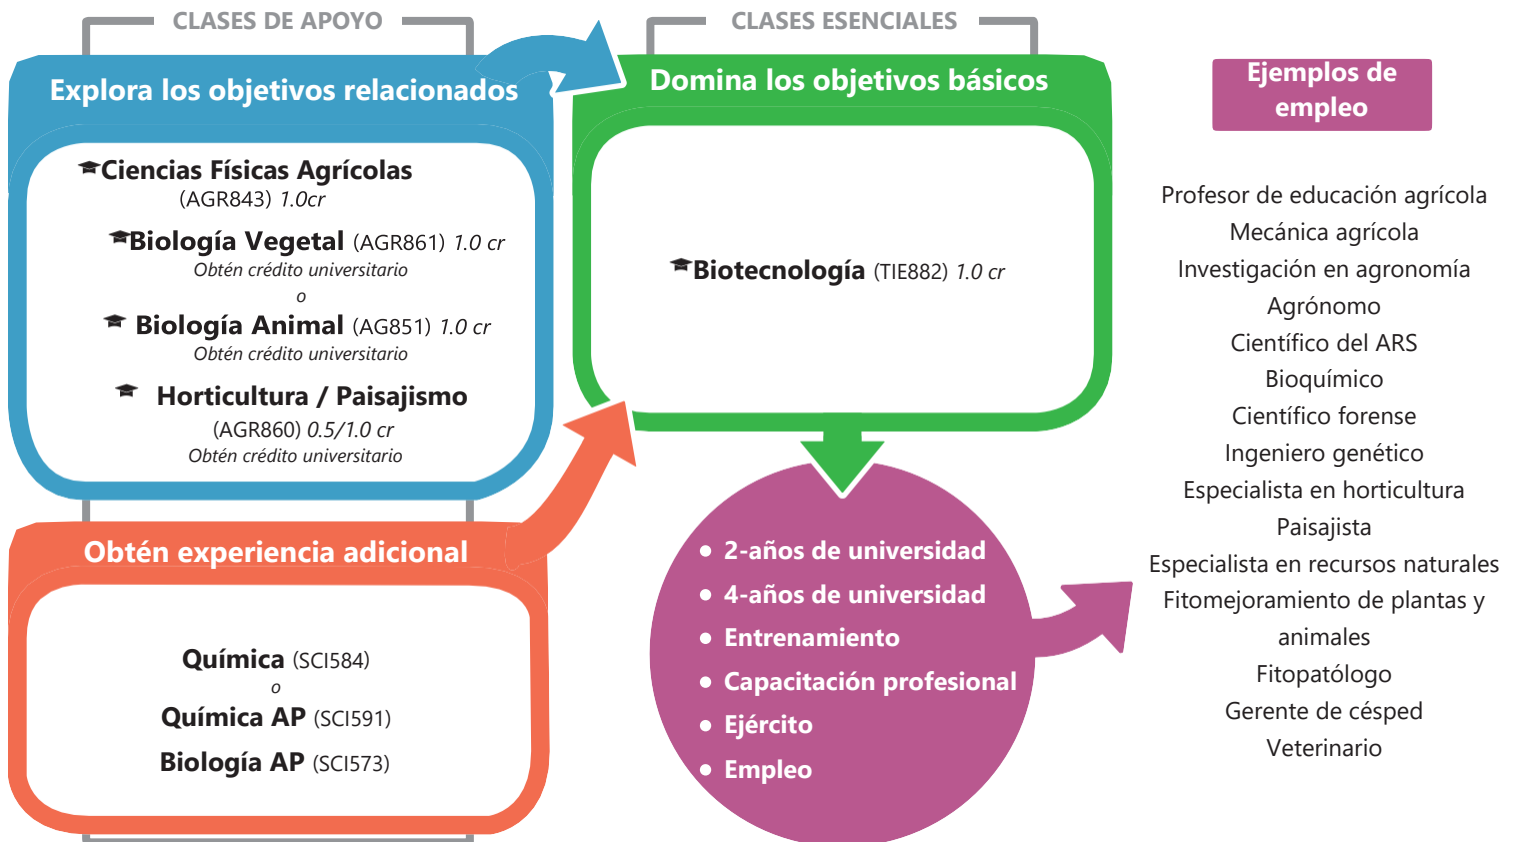 CLASES DE APOYO
Explora los objetivos relacionados
Ciencias Físicas Agrícolas
(AGR843) 1.0cr
Biología Vegetal (AGR861) 1.0 cr
Obtén crédito universitario
o
Biología Animal (AG851) 1.0 cr
Obtén crédito universitario
Horticultura / Paisajismo
(AGR860) 0.5/1.0 cr
Obtén crédito universitario
Obtén experiencia adicional
Química (SCI584)
o
Química AP (SCI591)
Biología AP (SCI573)
CLASES ESENCIALES
Domina los objetivos básicos
Biotecnología (TIE882) 1.0 cr
• 2-años de universidad
• 4-años de universidad
• Entrenamiento
• Capacitación profesional
• Ejército
• Empleo
Ejemplos de
empleo
Profesor de educación agrícola
Mecánica agrícola
Investigación en agronomía
Agrónomo
Científico del ARS
Bioquímico
Científico forense
Ingeniero genético
Especialista en horticultura
Paisajista
Especialista en recursos naturales
Fitomejoramiento de plantas y
animales
Fitopatólogo
Gerente de césped
Veterinario